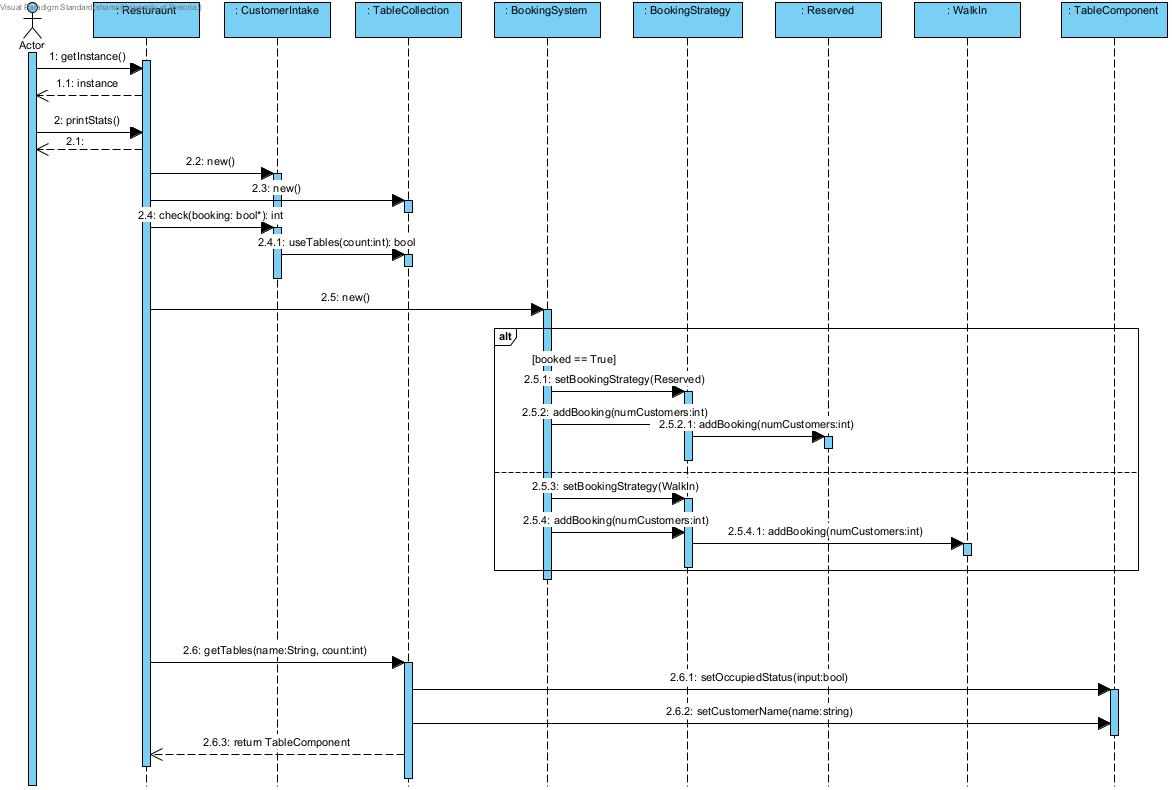 Visual Paradigm Standard
: Resturaunt
: CustomerIntake
: TableCollection
: BookingSystem
: BookingStrategy
: Reserved
: WalkIn
: TableComponent
Actor
1: getInstance()
1.1: instance
2: printStats()
2.1:
2.2: new()
2.3: new()
2.4: check(booking: bool*): int
2.4.1: useTables(count:int): bool
2.5: new()
alt
[booked == True]
2.5.1: setBookingStrategy(Reserved)
2.5.2: addBooking(numCustomers:int)
2.5.2.1: addBooking(numCustomers:int)
2.5.3: setBookingStrategy(WalkIn)
2.5.4: addBooking(numCustomers:int)
2.5.4.1: addBooking(numCustomers:int)
2.6: getTables(name:String, count:int)
2.6.1: setOccupiedStatus(input:bool)
2.6.2: setCustomerName(name:string)
2.6.3: return TableComponent